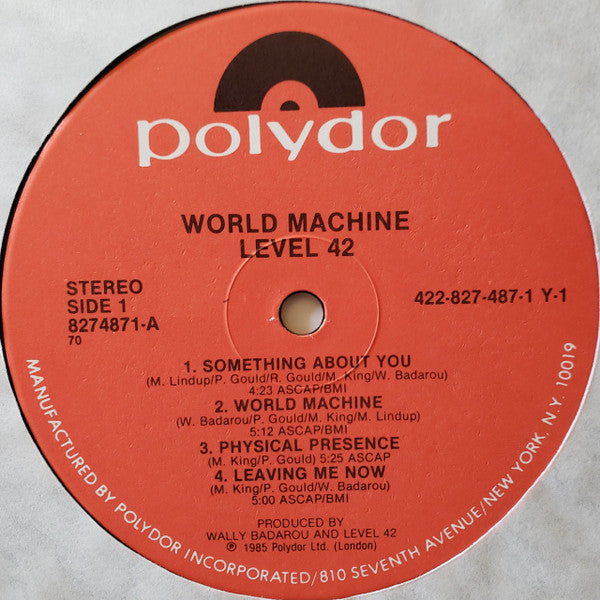 polydor
WORLD MACHINE
LEVEL 42
STEREO
SIDE 1
8274871-A
70
422-827-487-1 Y-1
1. SOMETHING ABOUT YOU
(M. Lindup/P. Gould/R. Gould/M. King/W. Badarou)
4:23 ASCAP/BMI
2. WORLD MACHINE
(W. Badarou/P. Gould/M. King/M. Lindup)
5:12 ASCAP/BMI
3. PHYSICAL PRESENCE
(M. King/P. Gould) 5:25 ASCAP
4. LEAVING ME NOW
(M. King/P. Gould/W. Badarou)
5:00 ASCAP/BMI
PRODUCED BY
WALLY BADAROU AND LEVEL 42
℗ 1985 Polydor Ltd. (London)
MANUFACTURED BY POLYDOR INCORPORATED/810 SEVENTH AVENUE/NEW YORK, N.Y. 10019